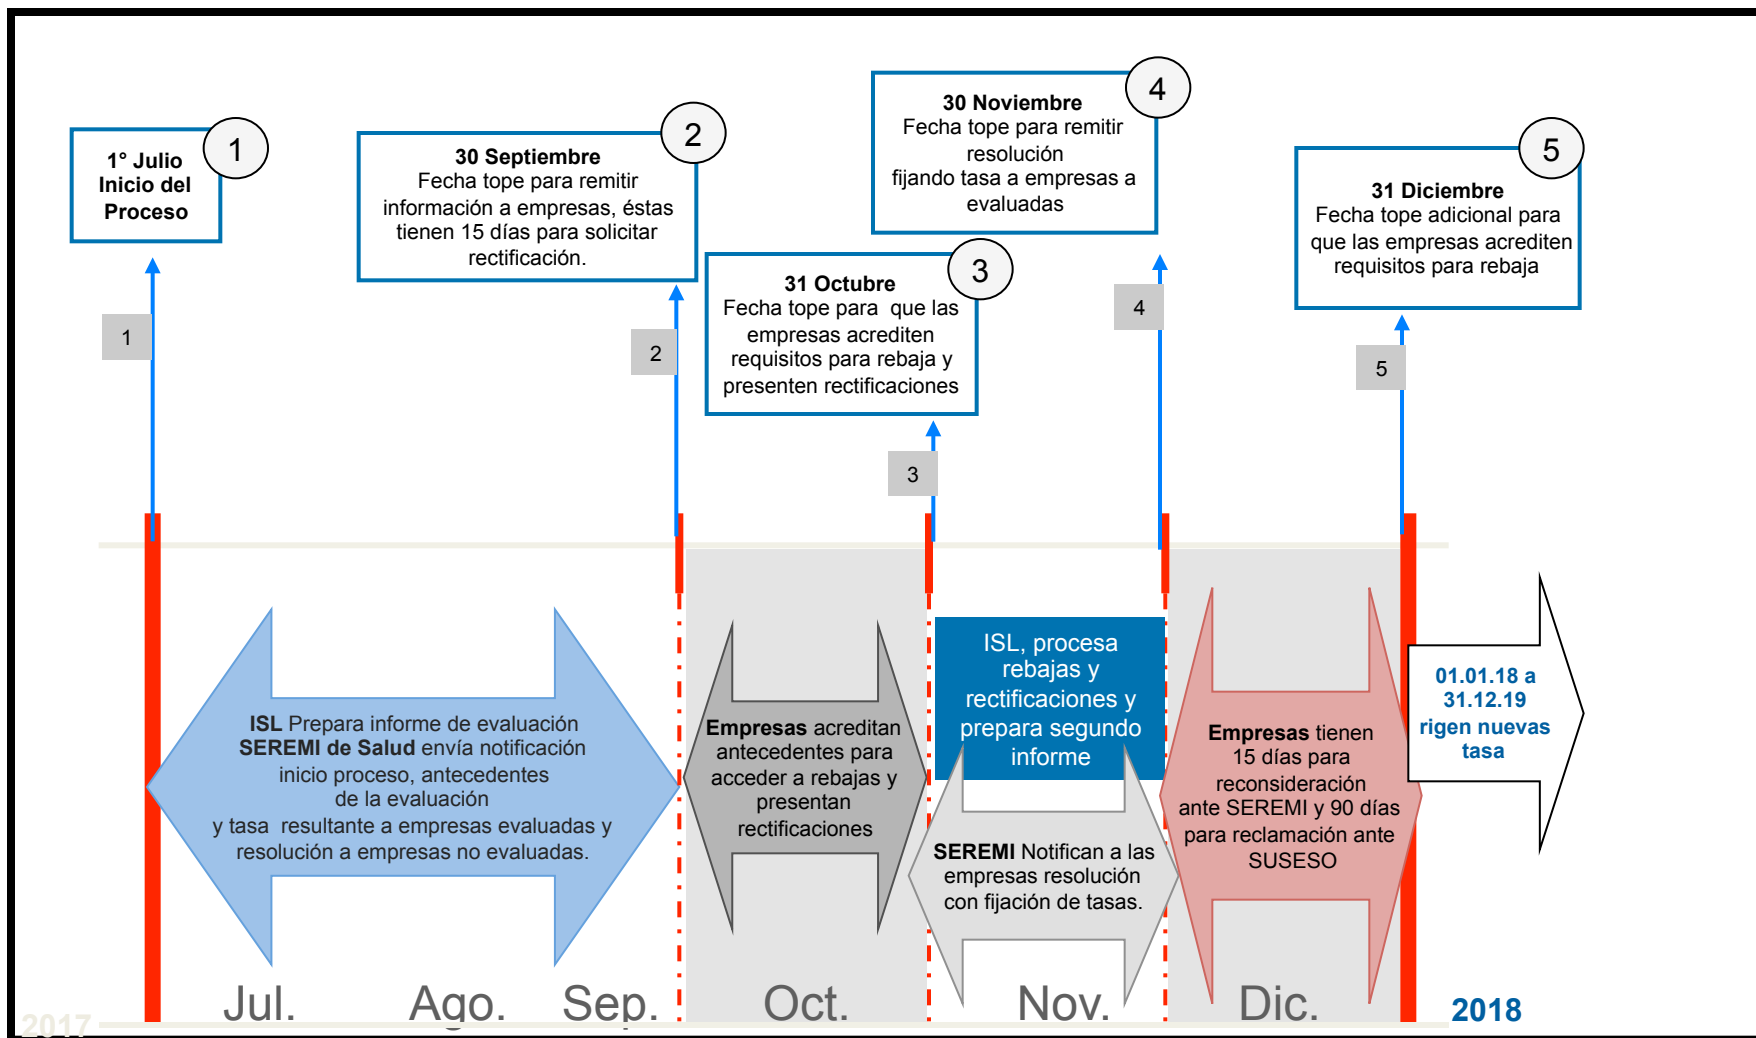 1° Julio
Inicio del
Proceso
1
30 Septiembre
Fecha tope para remitir
información a empresas, éstas
tienen 15 días para solicitar
rectificación.
2
31 Octubre
Fecha tope para que las
empresas acrediten
requisitos para rebaja y
presenten rectificaciones
3
30 Noviembre
Fecha tope para remitir
resolución
fijando tasa a empresas a
evaluadas
4
31 Diciembre
Fecha tope adicional para
que las empresas acrediten
requisitos para rebaja
5
1
2
3
4
5
ISL Prepara informe de evaluación
SEREMI de Salud envía notificación
inicio proceso, antecedentes
de la evaluación
y tasa resultante a empresas evaluadas y
resolución a empresas no evaluadas.
Empresas acreditan
antecedentes para
acceder a rebajas y
presentan
rectificaciones
ISL, procesa
rebajas y
rectificaciones y
prepara segundo
informe
SEREMI Notifican a las
empresas resolución
con fijación de tasas.
Empresas tienen
15 días para
reconsideración
ante SEREMI y 90 días
para reclamación ante
SUSESO
01.01.18 a
31.12.19
rigen nuevas
tasa
Jul.
Ago.
Sep.
Oct.
Nov.
Dic.
2017
2018